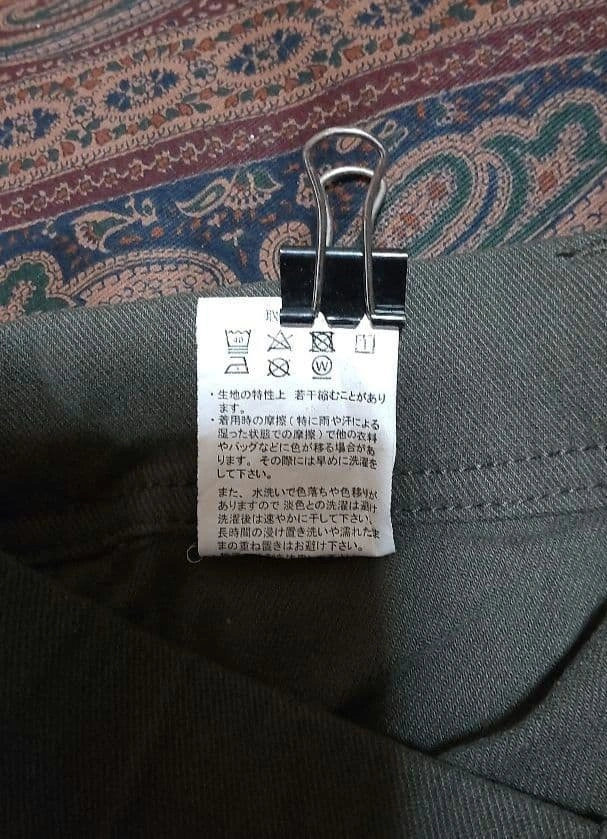 取
40
W
・生地の特性上 若干縮むことがあり
ます。
・着用時の摩擦(特に雨や汗による
湿った状態での摩擦)で他の衣料
やバッグなどに色が移る場合があ
ります。その際には早めに洗濯を
して下さい。
また、水洗いで色落ちや色移りが
ありますので 淡色との洗濯は避け
洗濯後は速やかに干して下さい。
長時間の浸け置き洗いや濡れたま
まの重ね置きはお避け下さい。